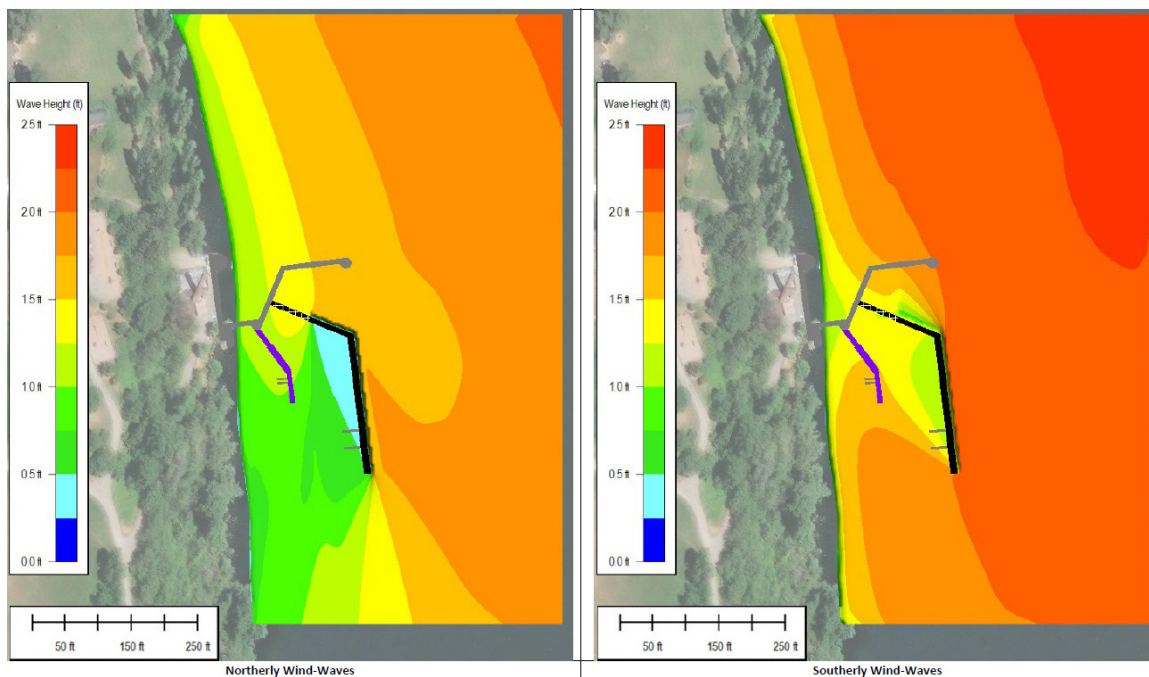 Wave Height (ft)
2.5 ft
2.0 ft
1.5 ft
1.0 ft
0.5 ft
0.0 ft
50 ft 150 ft 250 ft
Northerly Wind-Waves
Wave Height (ft)
2.5 ft
2.0 ft
1.5 ft
1.0 ft
0.5 ft
0.0 ft
50 ft 150 ft 250 ft
Southerly Wind-Waves